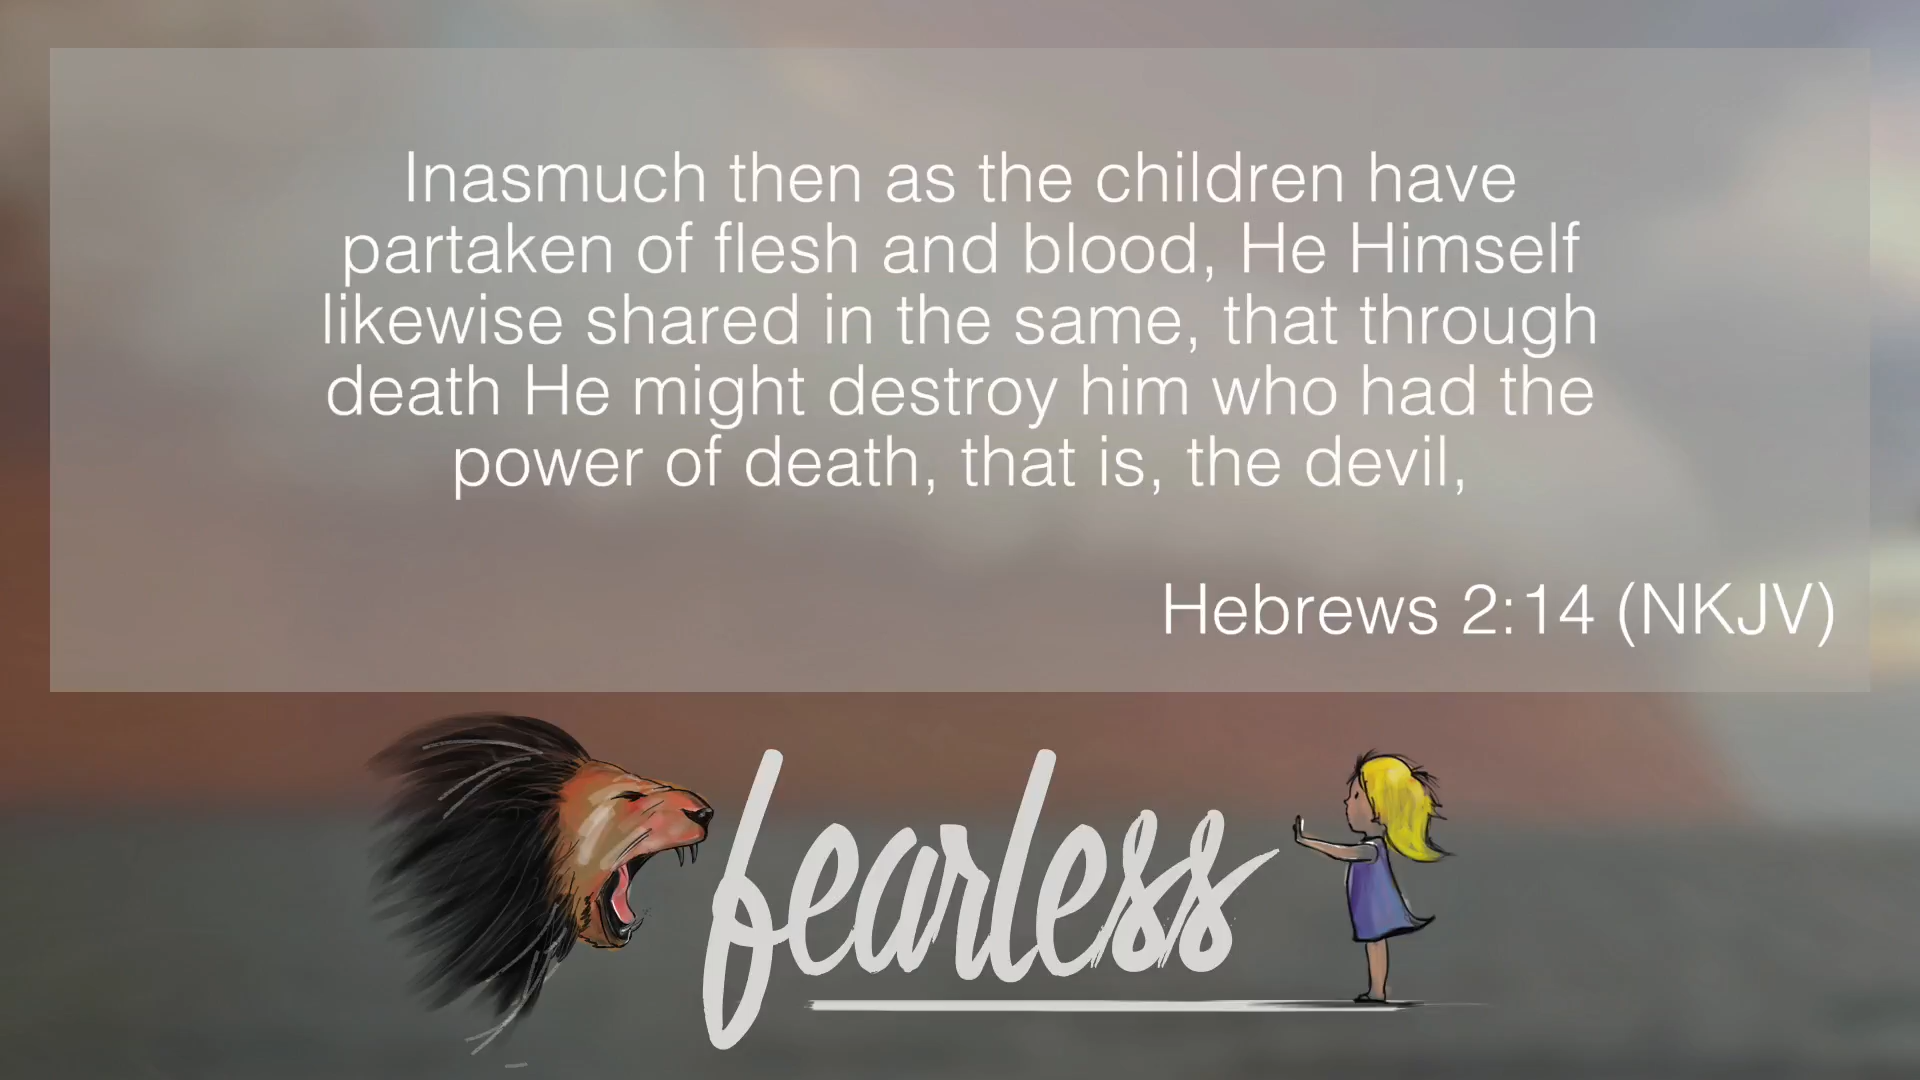 Inasmuch then as the children have
partaken of flesh and blood, He Himself
likewise shared in the same, that through
death He might destroy him who had the
power of death, that is, the devil,
Hebrews 2:14 (NKJV)
fearless